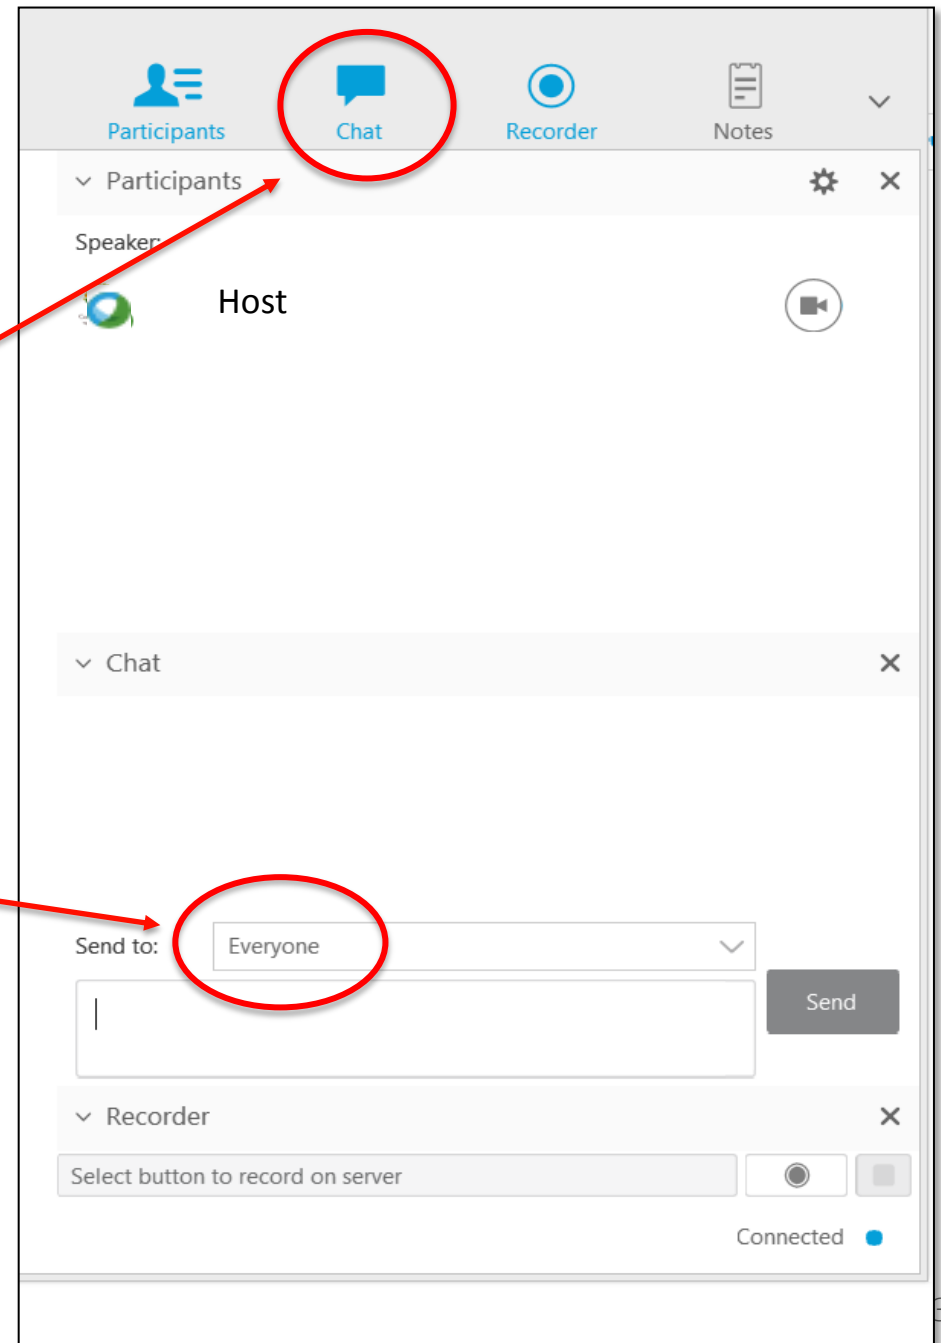 Participants Chat Recorder Notes
Participants
Speaker:
Host
Chat
Send to: Everyone
Send
Recorder
Select button to record on server
Connected